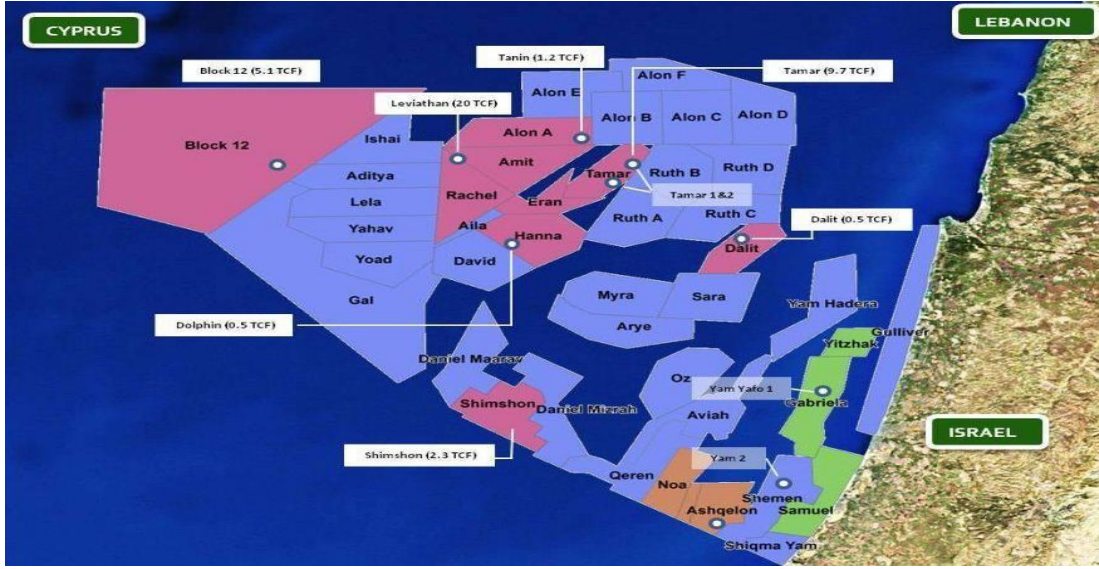 CYPRUS
LEBANON
Block 12 (5.1 TCF)
Tanin (1.2 TCF)
Tamar (9.7 TCF)
Leviathan (20 TCF)
Alon F
Alon E
Alon B
Alon C
Alon D
Alon A
Ishai
Block 12
Amit
Aditya
Tamar
Ruth B
Ruth D
Rachel
Eran
Tamar 1&2
Lela
Ruth A
Ruth C
Dalit (0.5 TCF)
Yahav
Aila
Hanna
Dalit
Yoad
David
Gal
Myra
Sara
Yam Hadera
Dolphin (0.5 TCF)
Arye
Gulliver
Yitzhak
Daniel Maarav
Oz
Yam Yafo 1
Shimshon
Daniel Mizrah
Aviah
Gabriela
ISRAEL
Shimshon (2.3 TCF)
Yam 2
Qeren
Noa
Shemen
Ashqelon
Samuel
Shiqma Yam